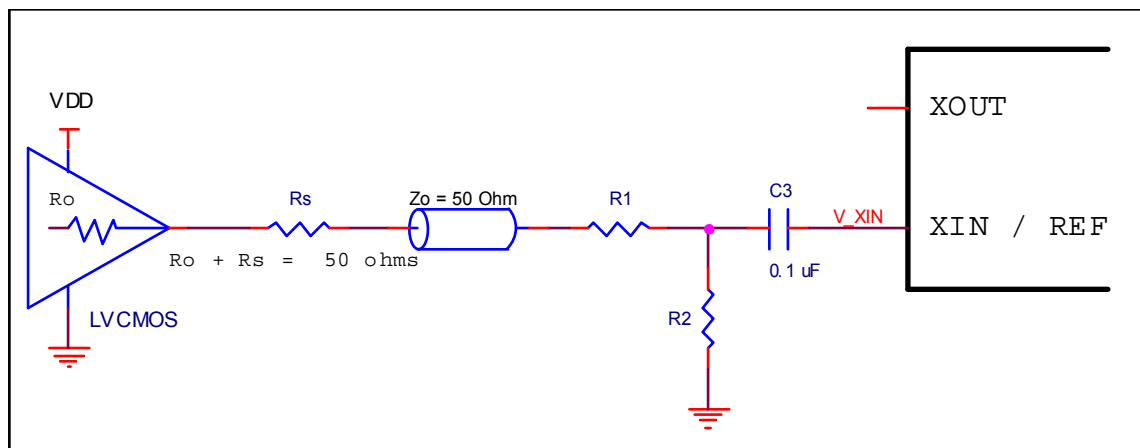 VDD
XOUT
Ro
Rs
Zo = 50 Ohm
R1
C3
V_XIN
XIN / REF
Ro + Rs = 50 ohms
0.1 uF
LVCMOS
R2